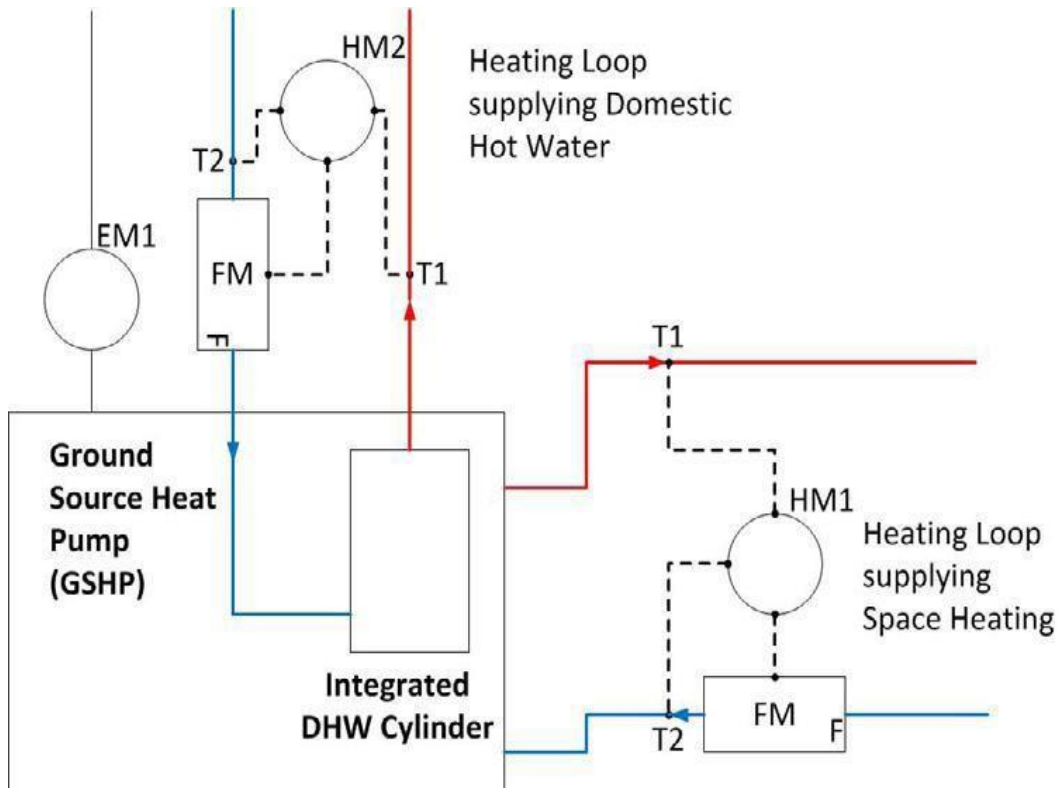 HM2
Heating Loop
supplying Domestic
Hot Water
T2
EM1
FM
T1
F
T1
Ground
Source Heat
Pump
(GSHP)
HM1
Heating Loop
supplying
Space Heating
Integrated
DHW Cylinder
FM
F
T2